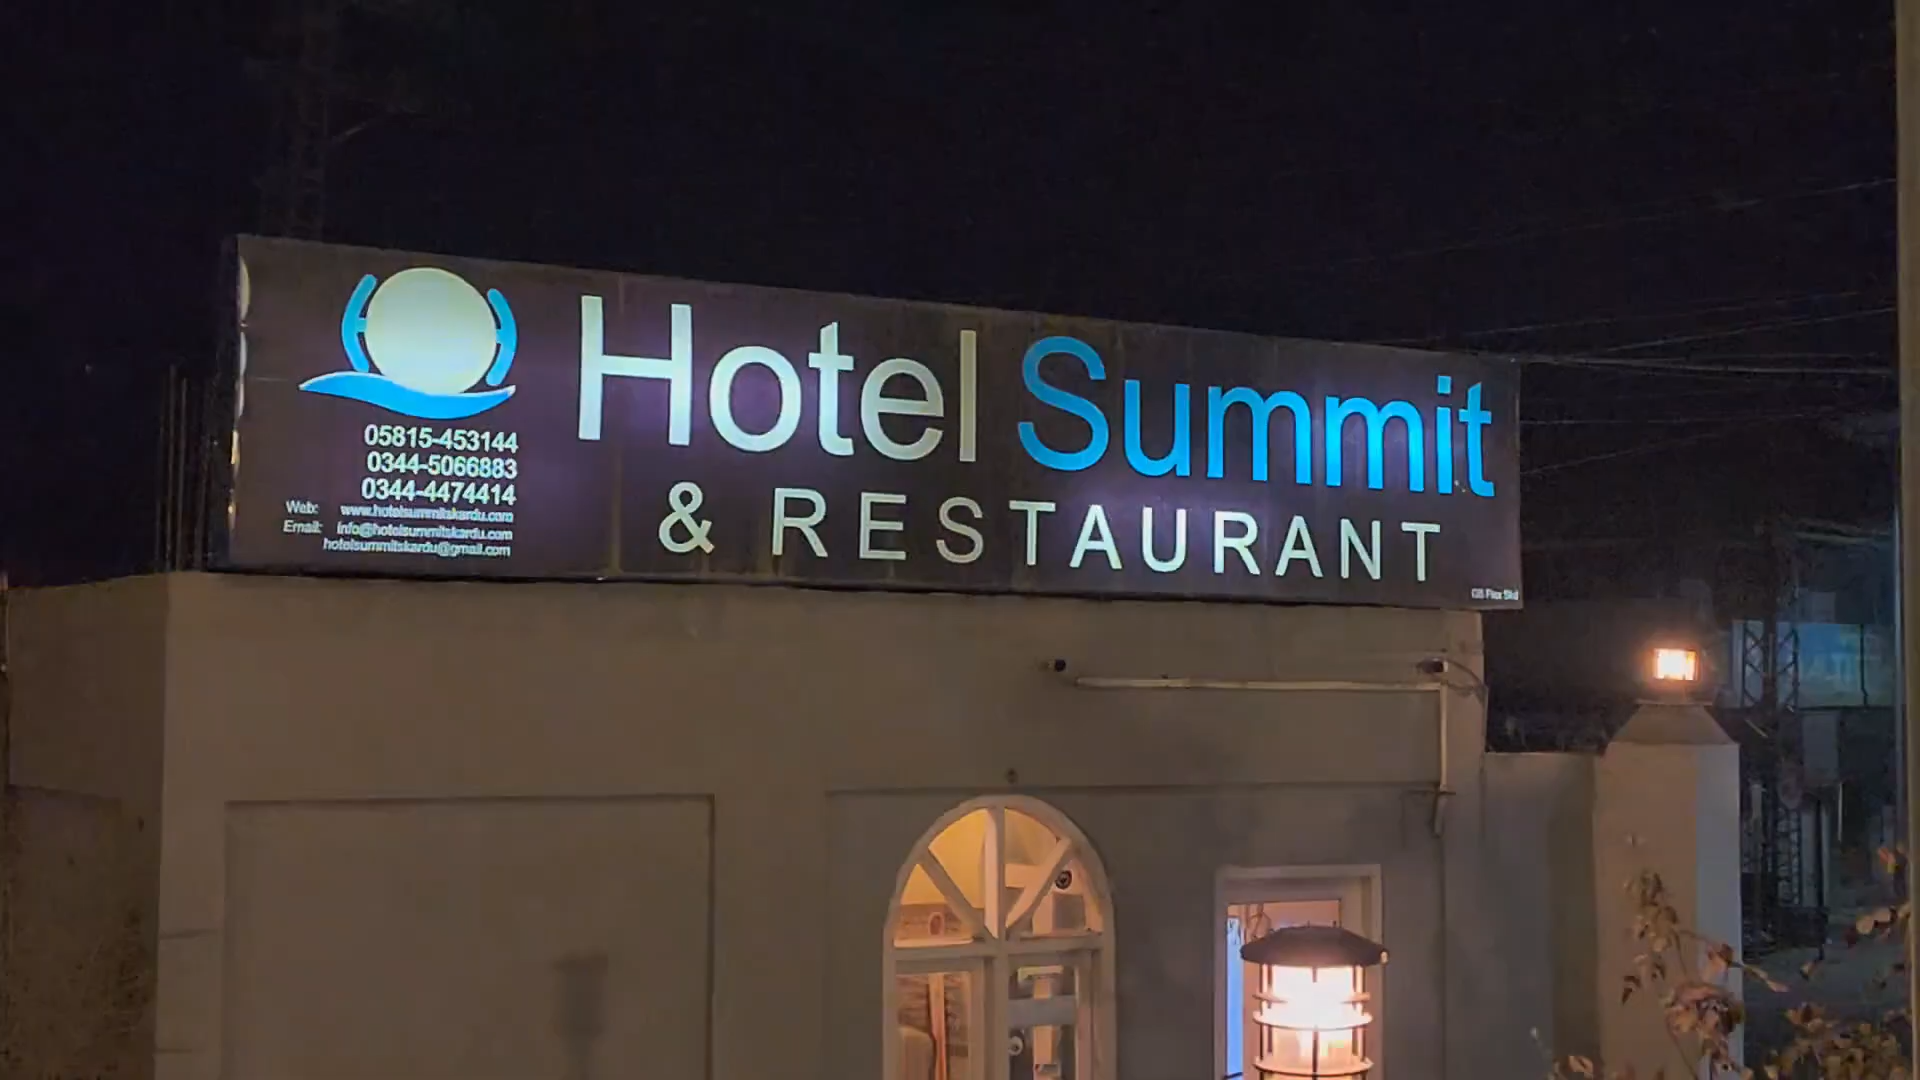 Hotel Summit
& RESTAURANT
05815-453144
0344-5066883
0344-4474414
Web: www.hotelsummitskardu.com
Email: info@hotelsummitskardu.com
hotelsummitskardu@gmail.com